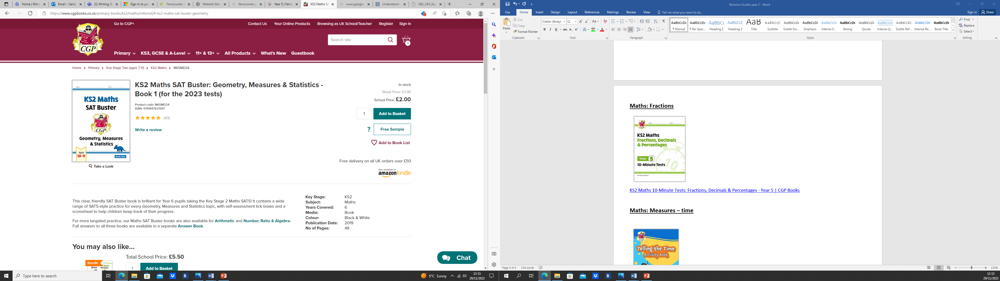 Home | Micro
Email - Carley
(1) Writing (E
Sign in to you
Feniscowles P
Website Stati
feniscowles p
Year 5 | Fenis
KS2 Maths SA
www.google
Understandin
S&S_UM_Geo
https://www.cgpbooks.co.uk/primary-books/ks2/maths/m6smd24-ks2-maths-sat-buster-geometry
Go to CGP+
Contact Us
Your Online Products
Browsing as UK School/Teacher
Register
Sign In
CGP
Search site
0
Primary
KS3, GCSE & A-Level
11+ & 13+
All Products
What's New
Guestbook
Home > Primary > Key Stage Two (ages 7-11) > KS2 Maths > M6SMD24
KS2 Maths
SAT Buster
CGP
Geometry, Measures
& Statistics
Ages
10-11
Book One
Take a Look
KS2 Maths SAT Buster: Geometry, Measures & Statistics -
Book 1 (for the 2023 tests)
Product code: M6SMD24
ISBN: 9781847621597
(43)
Write a review
In stock
Retail Price: £3.95
School Price: £2.00
1
Add to Basket
?
Free Sample
Add to Book List
Free delivery on all UK orders over £50
Also available on
amazonkindle
This clear, friendly SAT Buster book is brilliant for Year 6 pupils taking the Key Stage 2 Maths SATS! It contains a wide
range of SATS-style practice for every Geometry, Measures and Statistics topic, with self-assessment tick boxes and a
scoresheet to help children keep track of their progress.
For more targeted practice, our Maths SAT Buster books are also available for Arithmetic and Number, Ratio & Algebra.
Full answers to all three books are available in a separate Answer Book.
Key Stage: KS2
Subject: Maths
Years Covered: 6
Media: Book
Colour: Black & White
Publication Date: 2019
No of Pages: 48
You may also like...
Bundle
Total School Price: £5.50
1
Add to Basket
Chat
Type here to search
5°C Sunny
13:15
29/11/2022
Revision Guides year 2 - Word
Sign in
Share
File
Home
Insert
Design
Layout
References
Mailings
Review
View
Tell me what you want to do...
Paste
Cut
Copy
Format Painter
Clipboard
Calibri (Body)
11
Font
Paragraph
¶ Normal
¶ No Spac...
Heading 1
Heading 2
Title
Subtitle
Subtle Em...
Emphasis
Intense E...
Strong
Quote
Intense Q...
Subtle Ref...
Intense Re...
Book Title
Styles
Find
Replace
Select
Editing
Maths: Fractions
KS2 Maths
Fractions, Decimals
& Percentages
Year 5
10
10-Minute Tests
KS2 Maths 10-Minute Tests: Fractions, Decimals & Percentages - Year 5 | CGP Books
Maths: Measures – time
CGP
Telling the Time
Activity Book
Page 3 of 3
134 words
130%
13:15
29/11/2022